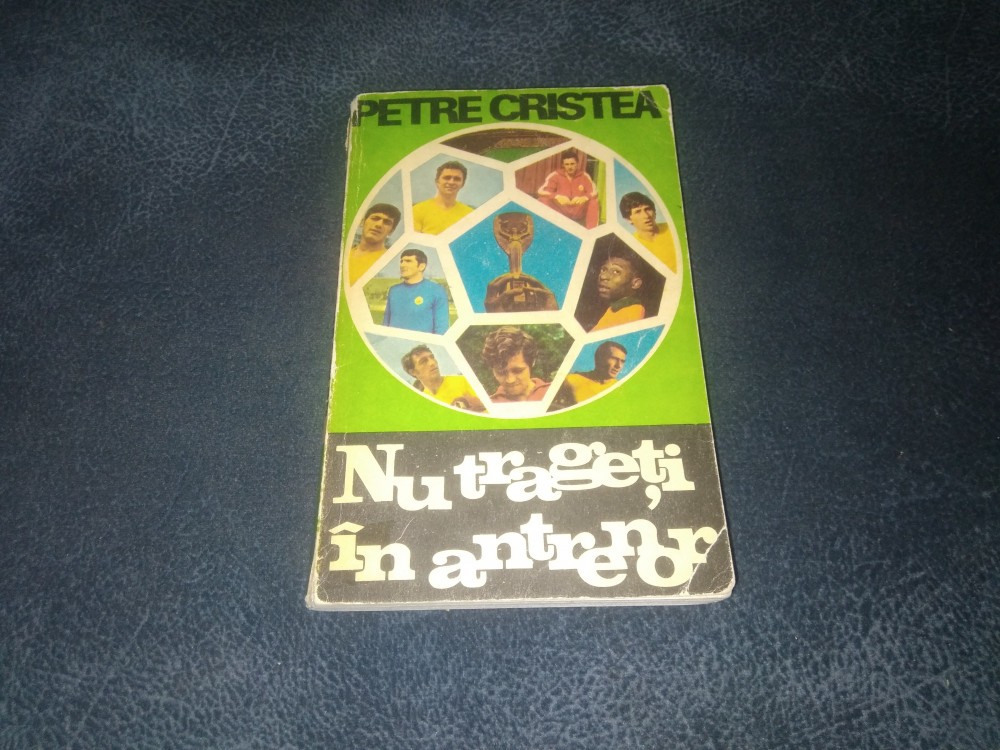 PETRE CRISTEA
Nu trageți
în antrenor